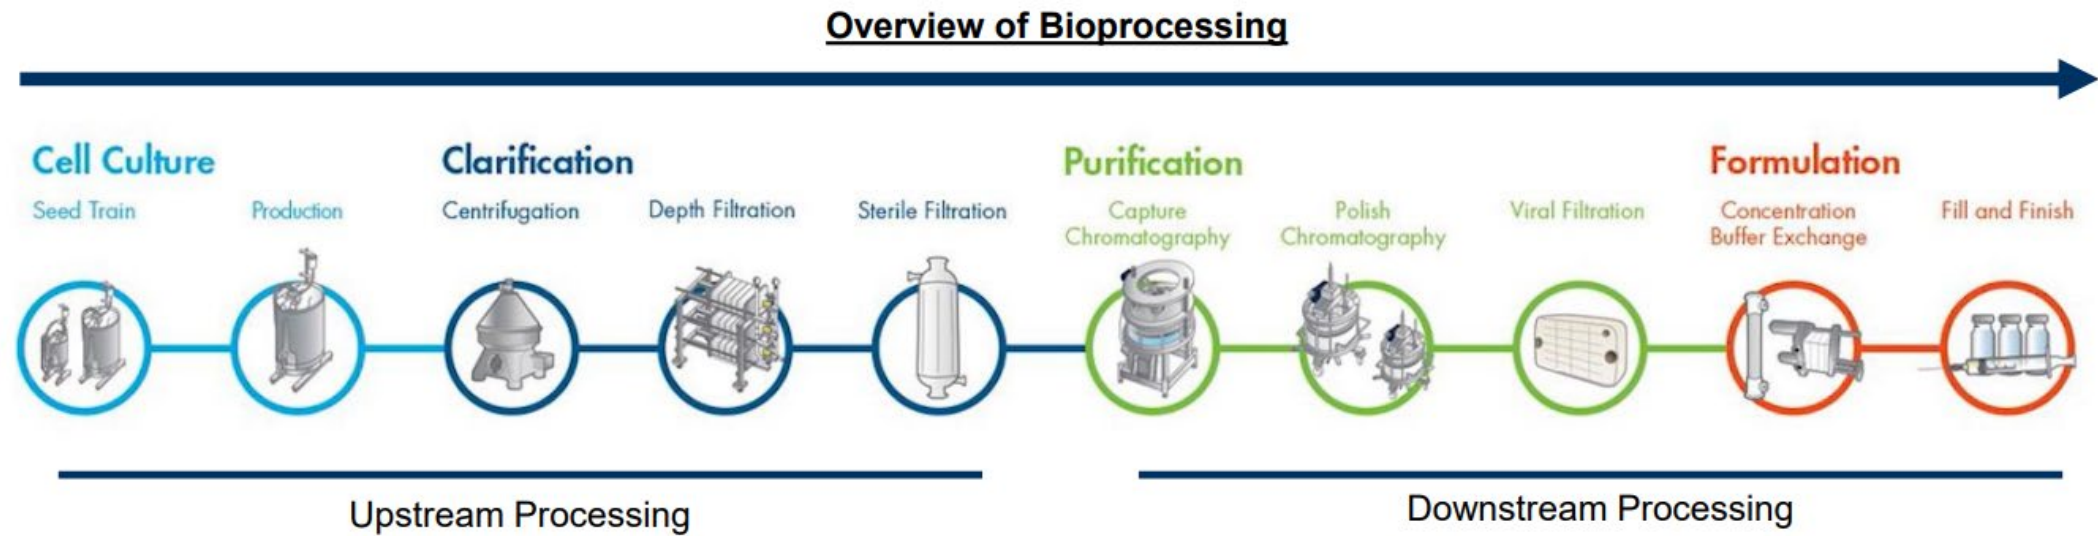 Overview of Bioprocessing
Cell Culture
Clarification
Purification
Formulation
Seed Train
Production
Centrifugation
Depth Filtration
Sterile Filtration
Capture
Chromatography
Polish
Chromatography
Viral Filtration
Concentration
Buffer Exchange
Fill and Finish
Upstream Processing
Downstream Processing